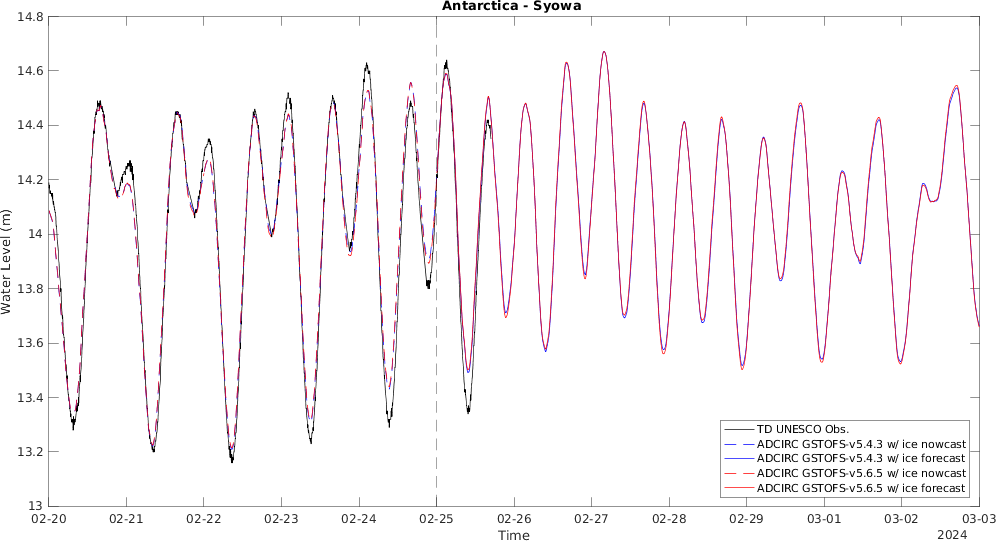 Antarctica - Syowa
14.8
14.6
14.4
14.2
14
13.8
13.6
13.4
13.2
13
Water Level (m)
TD UNESCO Obs.
ADCIRC GSTOFS-v5.4.3 w/ ice nowcast
ADCIRC GSTOFS-v5.4.3 w/ ice forecast
ADCIRC GSTOFS-v5.6.5 w/ ice nowcast
ADCIRC GSTOFS-v5.6.5 w/ ice forecast
02-20 02-21 02-22 02-23 02-24 02-25 02-26 02-27 02-28 02-29 03-01 03-02 03-03
Time
2024